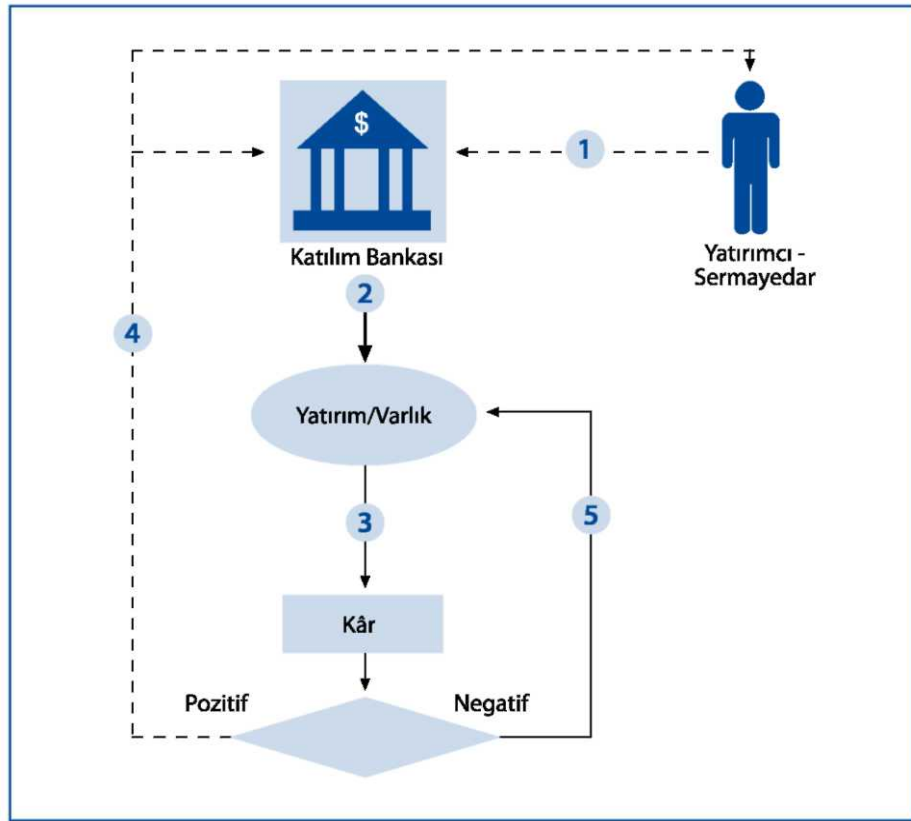 $
1
Katılım Bankası
Yatırımcı -
Sermayedar
2
4
Yatırım/Varlık
3
5
Kâr
Pozitif
Negatif